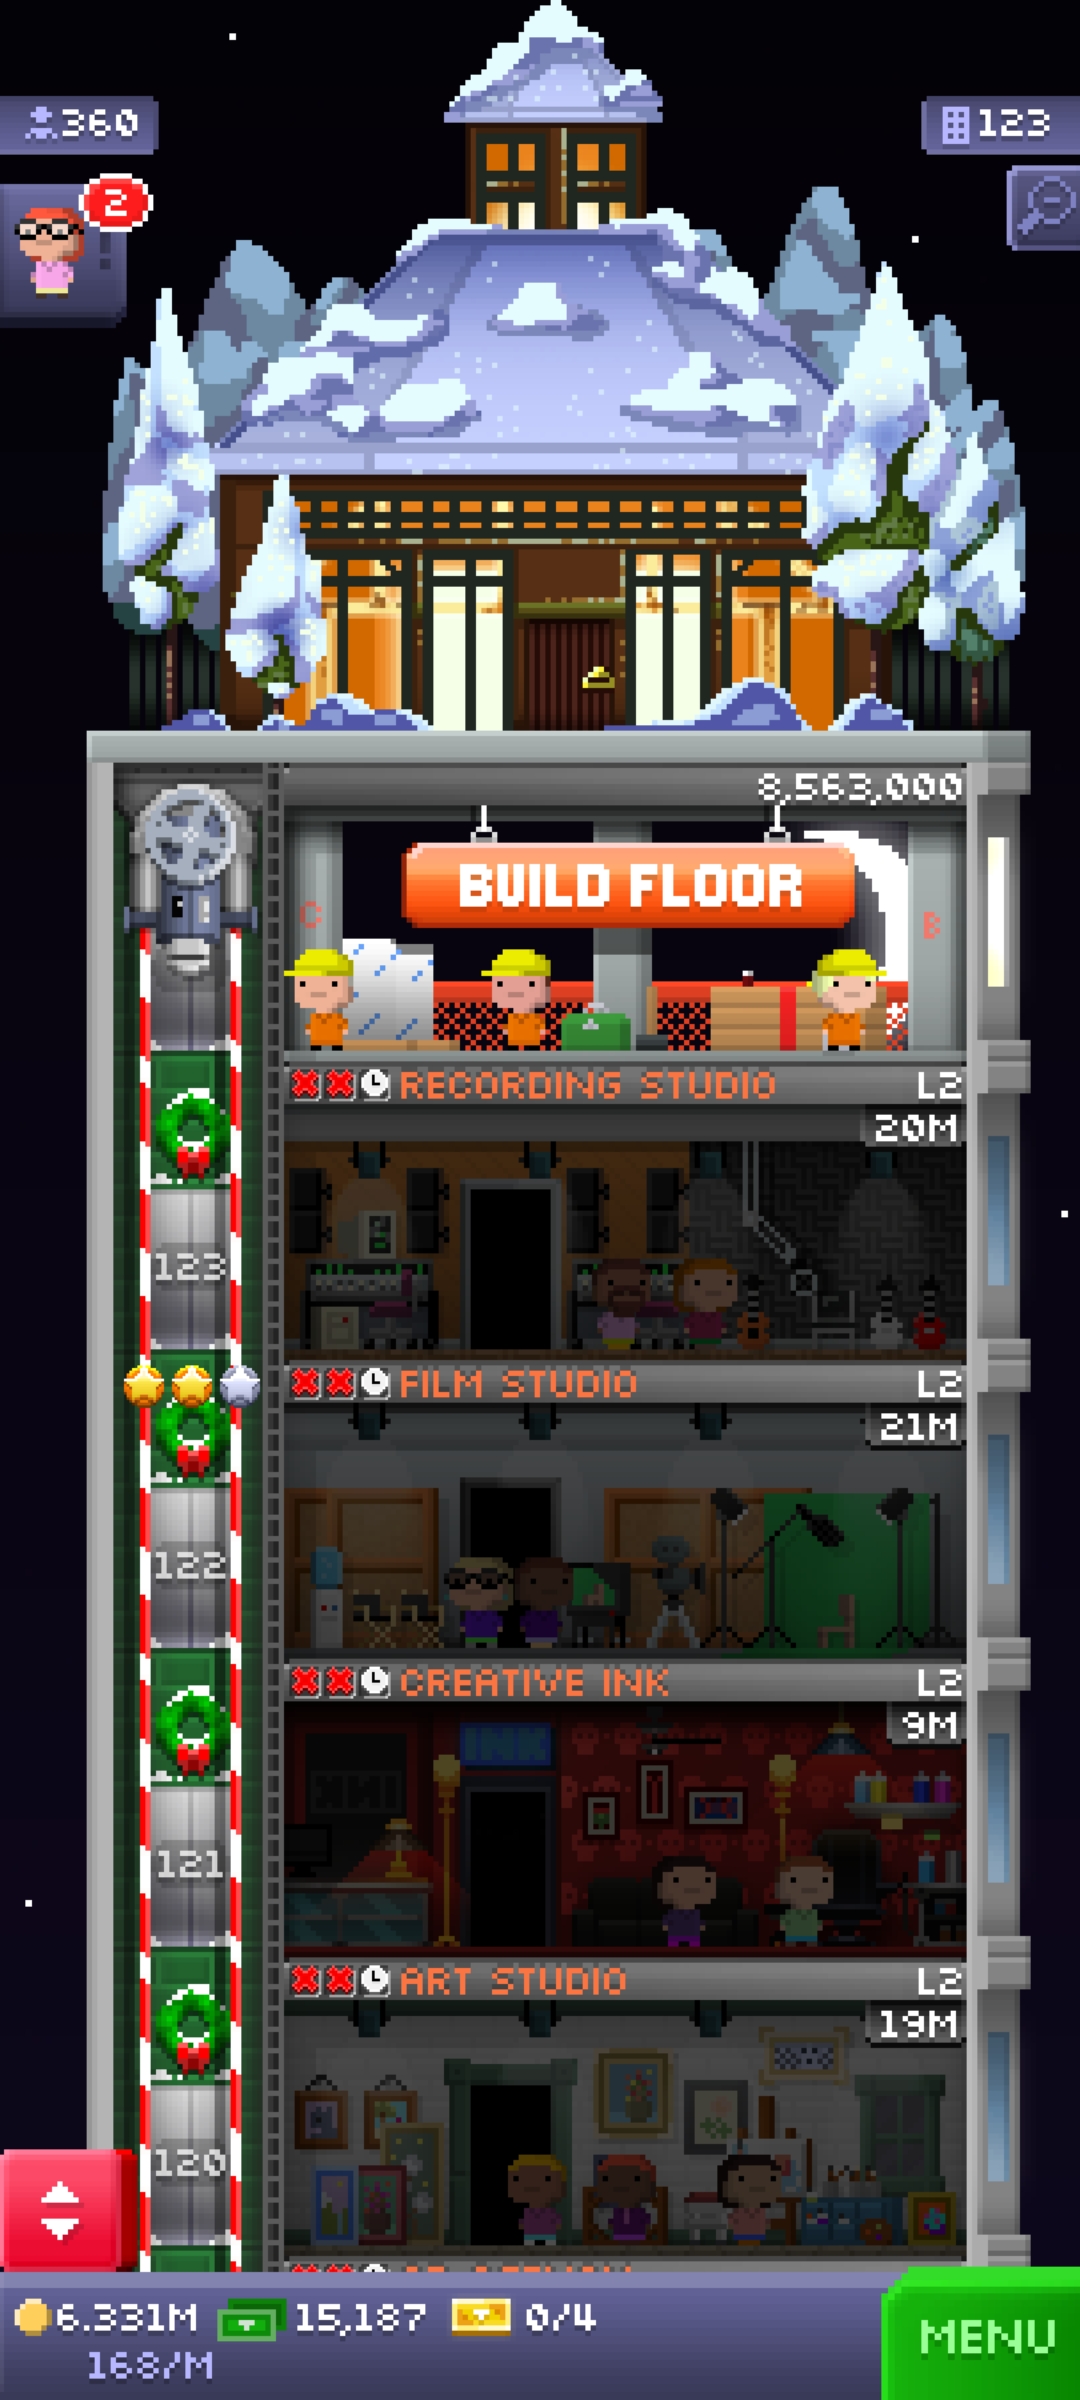 360
123
2
8,563,000
BUILD FLOOR
C
B
RECORDING STUDIO L2
20M
123
FILM STUDIO L2
21M
122
CREATIVE INK L2
9M
INK
121
ART STUDIO L2
19M
120
6.331M 15,187 0/4
168/M
MENU